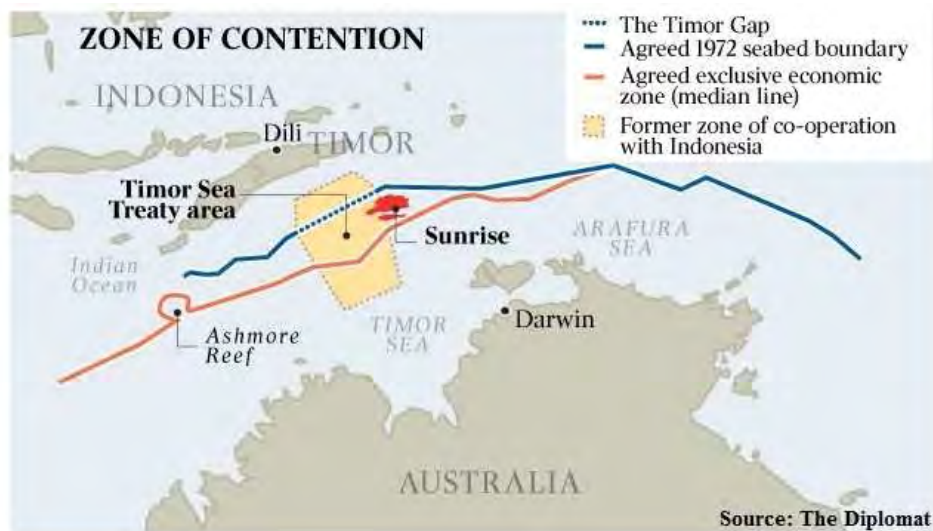 ZONE OF CONTENTION
The Timor Gap
Agreed 1972 seabed boundary
Agreed exclusive economic
zone (median line)
Former zone of co-operation
with Indonesia
INDONESIA
Dili
TIMOR
Timor Sea
Treaty area
Sunrise
ARAFURA
SEA
Indian
Ocean
Ashmore
Reef
TIMOR
SEA
Darwin
AUSTRALIA
Source: The Diplomat